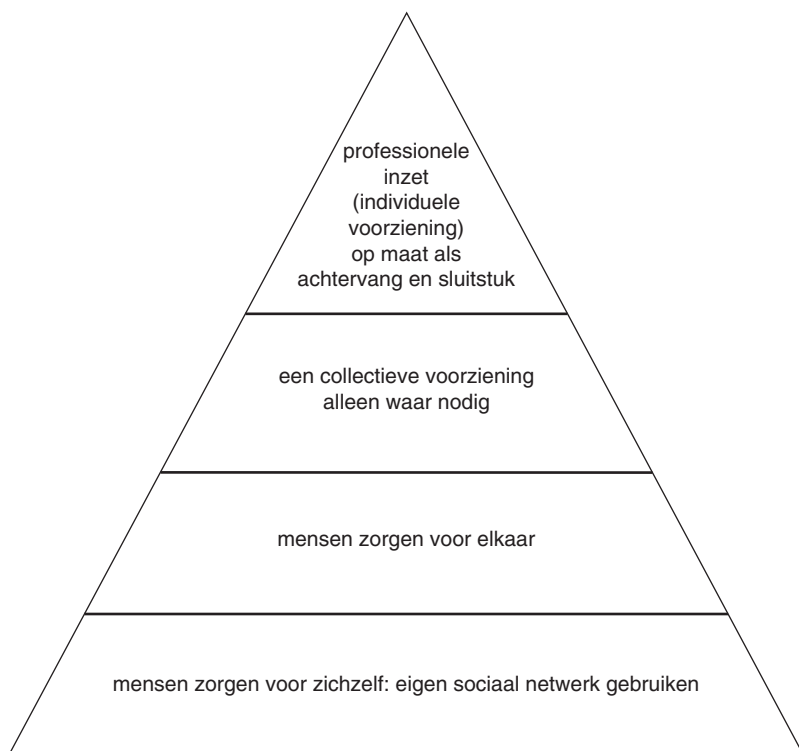 professionele
inzet
(individuele
voorziening)
op maat als
achtervang en sluitstuk
een collectieve voorziening
alleen waar nodig
mensen zorgen voor elkaar
mensen zorgen voor zichzelf: eigen sociaal netwerk gebruiken